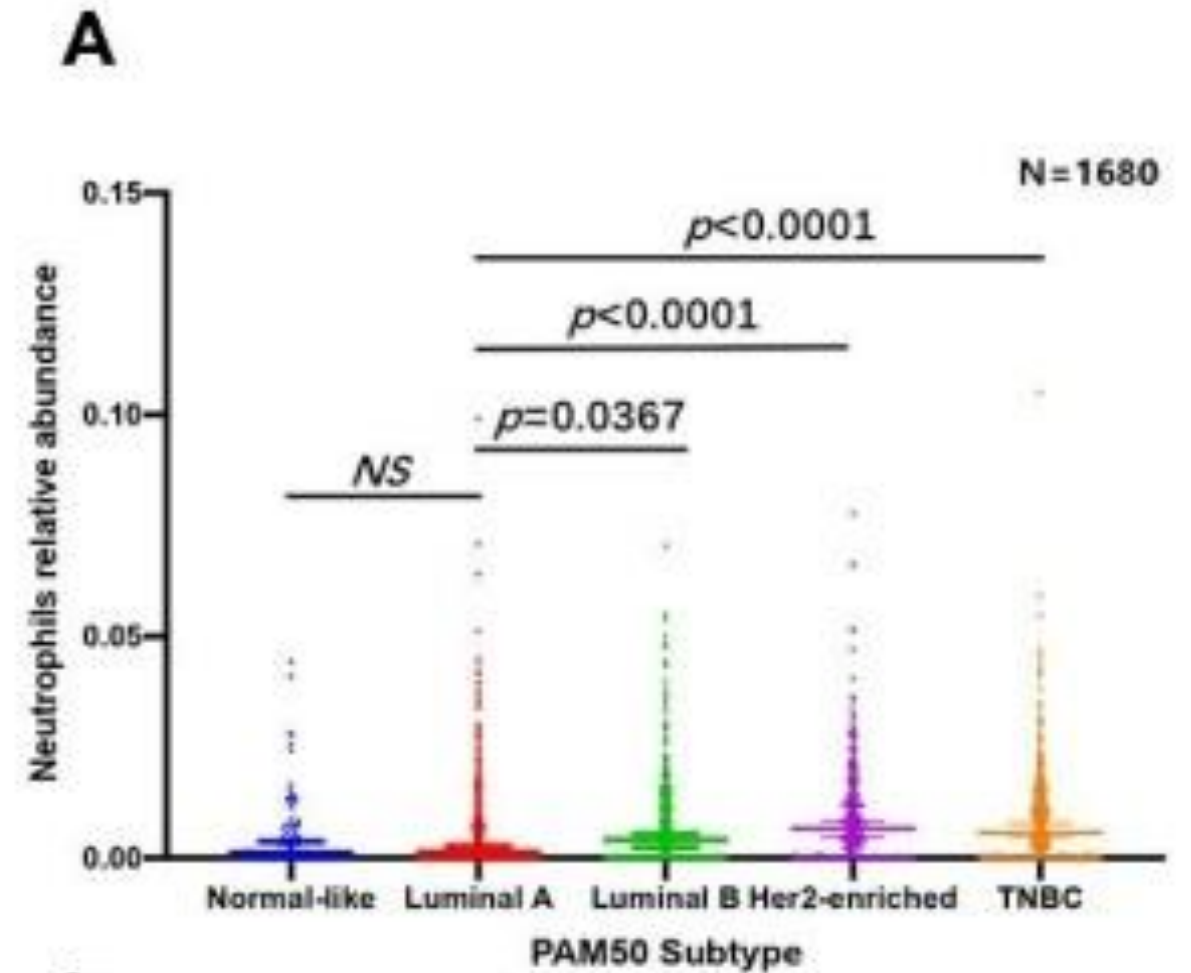 A
N=1680
0.15
p<0.0001
p<0.0001
0.10
p=0.0367
NS
0.05
0.00
Neutrophils relative abundance
Normal-like Luminal A Luminal B Her2-enriched TNBC
PAM50 Subtype